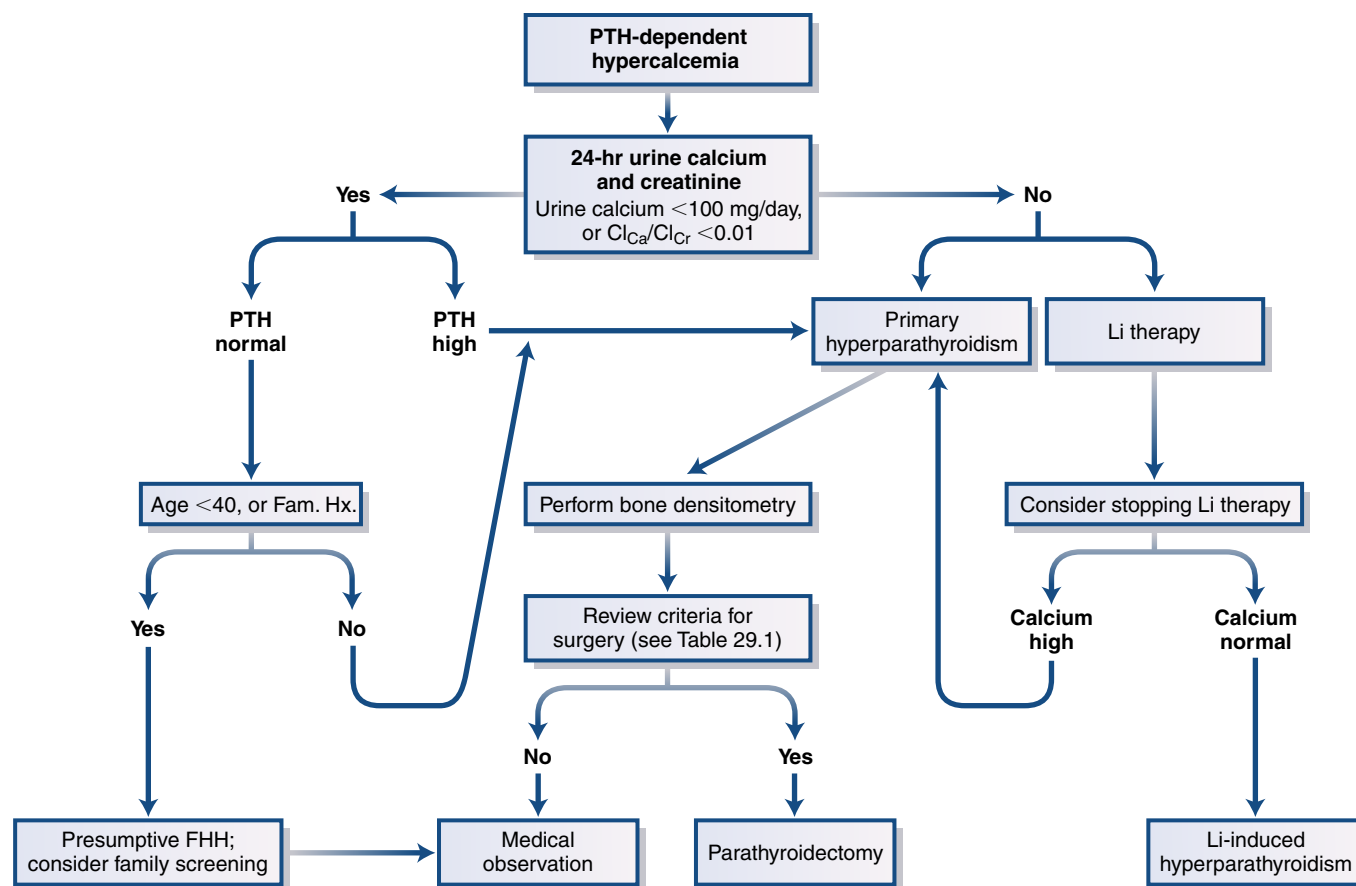 PTH-dependent
hypercalcemia
24-hr urine calcium
and creatinine
Urine calcium <100 mg/day,
or ClCa/ClCr <0.01
Yes
No
PTH
normal
PTH
high
Primary
hyperparathyroidism
Li therapy
Age <40, or Fam. Hx.
Perform bone densitometry
Consider stopping Li therapy
Yes
No
Review criteria for
surgery (see Table 29.1)
Calcium
high
Calcium
normal
No
Yes
Presumptive FHH;
consider family screening
Medical
observation
Parathyroidectomy
Li-induced
hyperparathyroidism